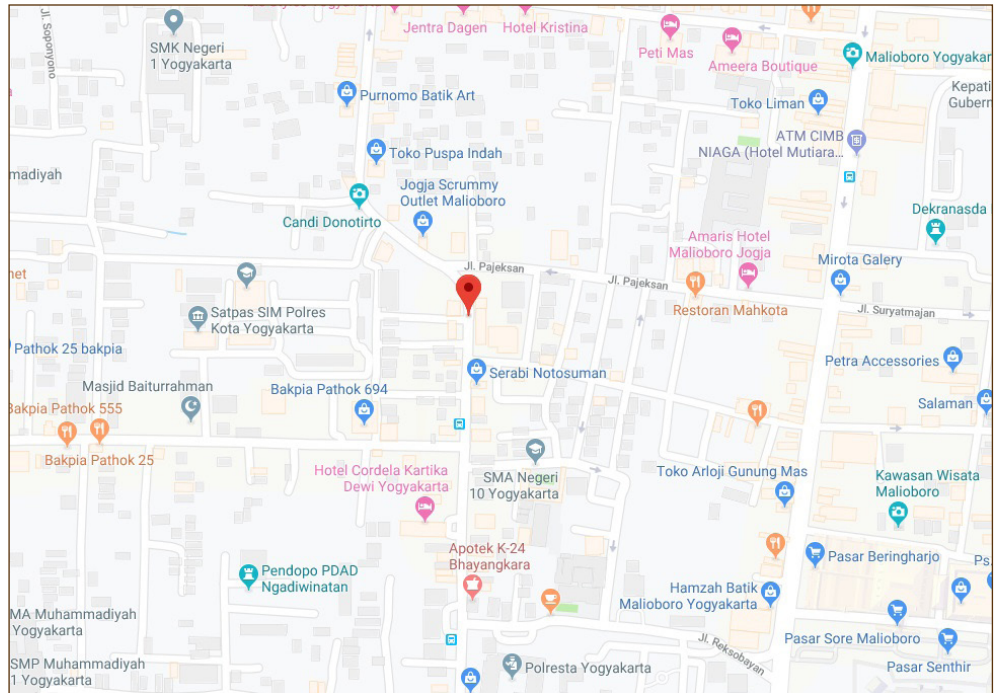 Jl. Sosrowijayan
Jentra Dagen
Hotel Kristina
SMK Negeri
1 Yogyakarta
Peti Mas
Ameera Boutique
Malioboro Yogyakar
Kepati
Gubern
Purnomo Batik Art
Toko Liman
ATM CIMB
NIAGA (Hotel Mutiara...
Toko Puspa Indah
madiyah
Jogja Scrummy
Outlet Malioboro
Candi Donotirto
Dekranasda
Amaris Hotel
Malioboro Jogja
Mirota Galery
Jl. Pajeksan
Jl. Pajeksan
net
Restoran Mahkota
Jl. Suryatmajan
Satpas SIM Polres
Kota Yogyakarta
Pathok 25 bakpia
Serabi Notosuman
Petra Accessories
Masjid Baiturrahman
Bakpia Pathok 694
Salaman
Bakpia Pathok 555
Bakpia Pathok 25
Hotel Cordela Kartika
Dewi Yogyakarta
SMA Negeri
10 Yogyakarta
Toko Arloji Gunung Mas
Kawasan Wisata
Malioboro
Apotek K-24
Bhayangkara
Pasar Beringharjo
Ps.
Pendopo PDAD
Ngadiwinatan
Hamzah Batik
Malioboro Yogyakarta
MA Muhammadiyah
Yogyakarta
Jl. Reksobayan
Pasar Sore Malioboro
SMP Muhammadiyah
1 Yogyakarta
Polresta Yogyakarta
Pasar Senthir